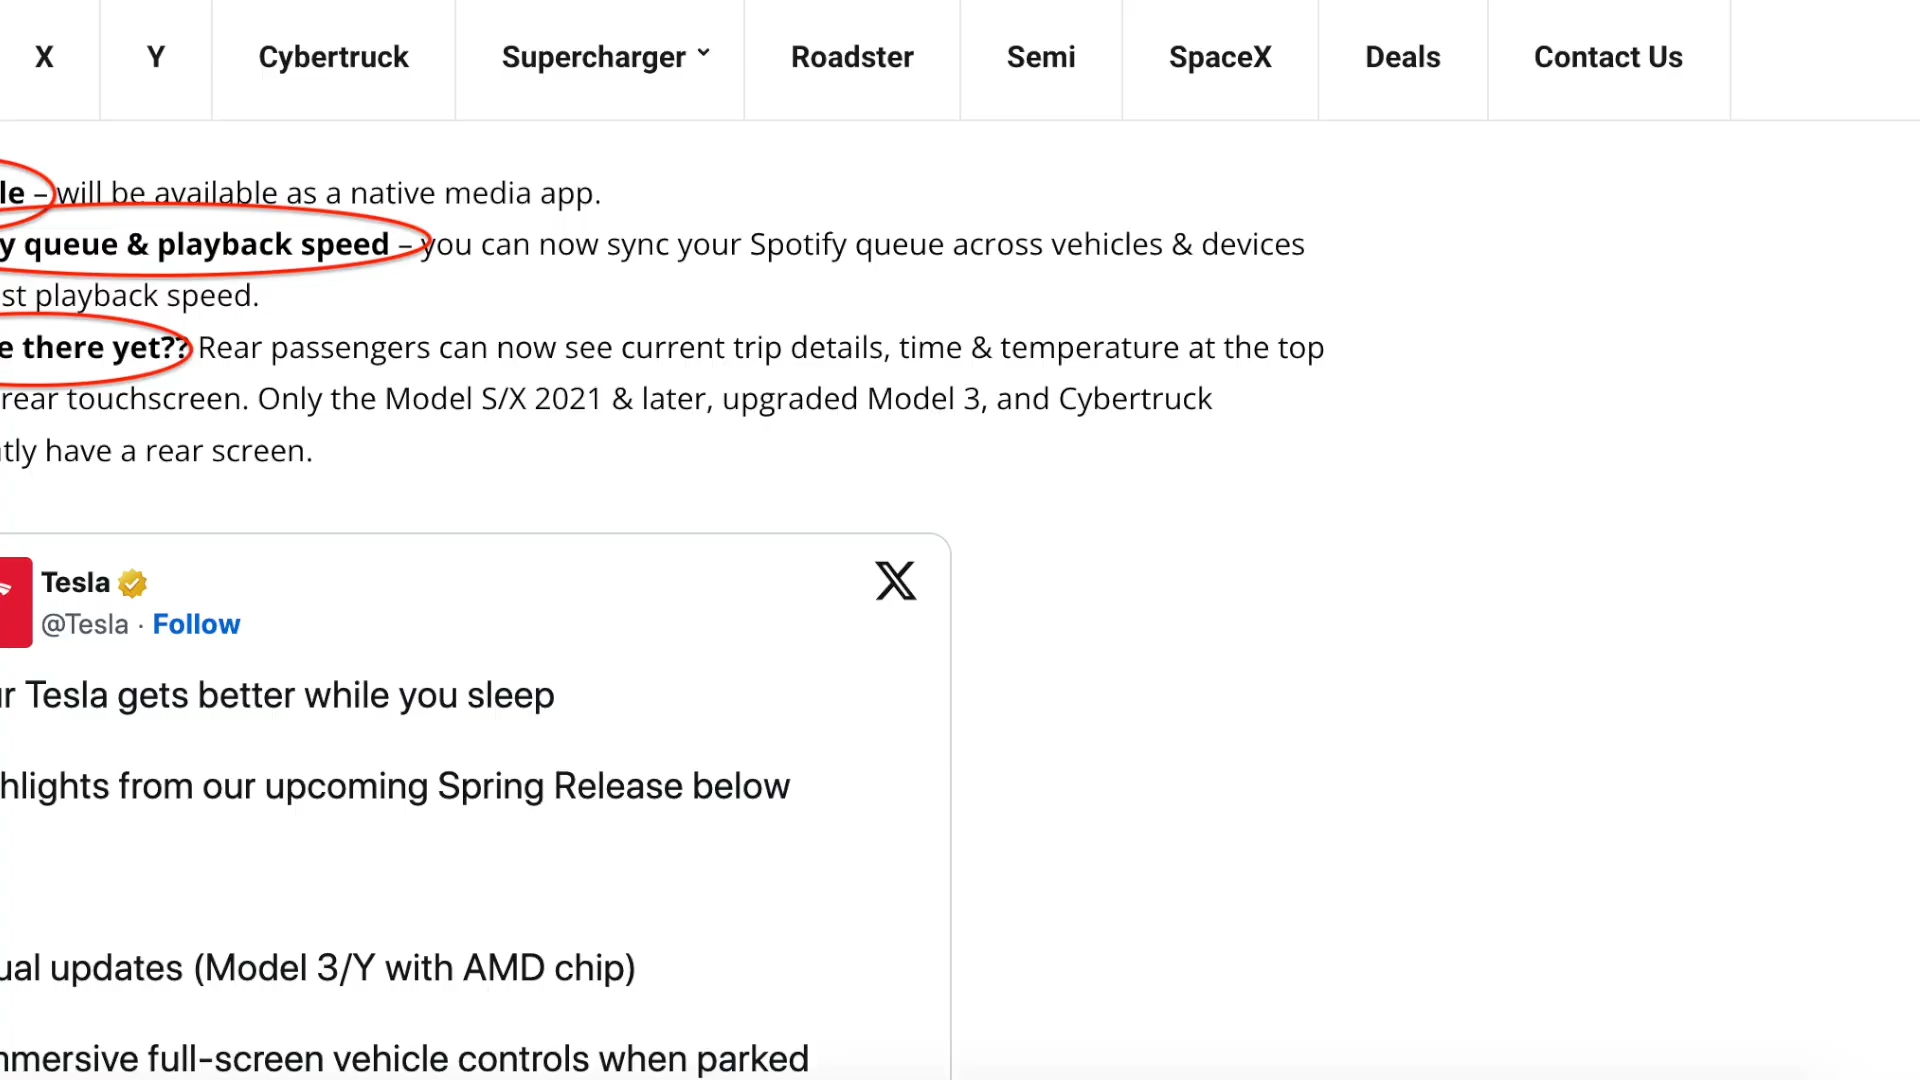 X Y Cybertruck Supercharger Roadster Semi SpaceX Deals Contact Us
le – will be available as a native media app.
y queue & playback speed – you can now sync your Spotify queue across vehicles & devices
st playback speed.
e there yet?? Rear passengers can now see current trip details, time & temperature at the top
rear touchscreen. Only the Model S/X 2021 & later, upgraded Model 3, and Cybertruck
tly have a rear screen.
Tesla
@Tesla · Follow
r Tesla gets better while you sleep
hlights from our upcoming Spring Release below
ual updates (Model 3/Y with AMD chip)
mmersive full-screen vehicle controls when parked